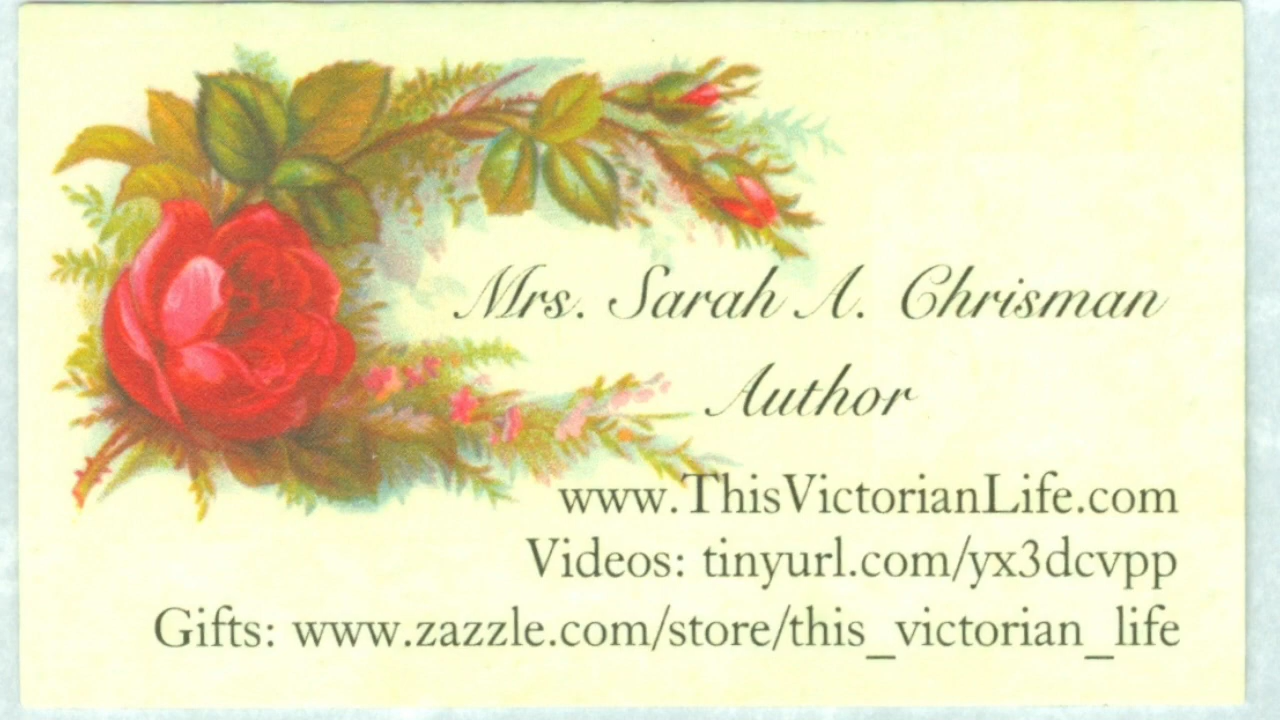 Mrs. Sarah A. Chrisman
Author
www.ThisVictorianLife.com
Videos: tinyurl.com/yx3dcvpp
Gifts: www.zazzle.com/store/this_victorian_life